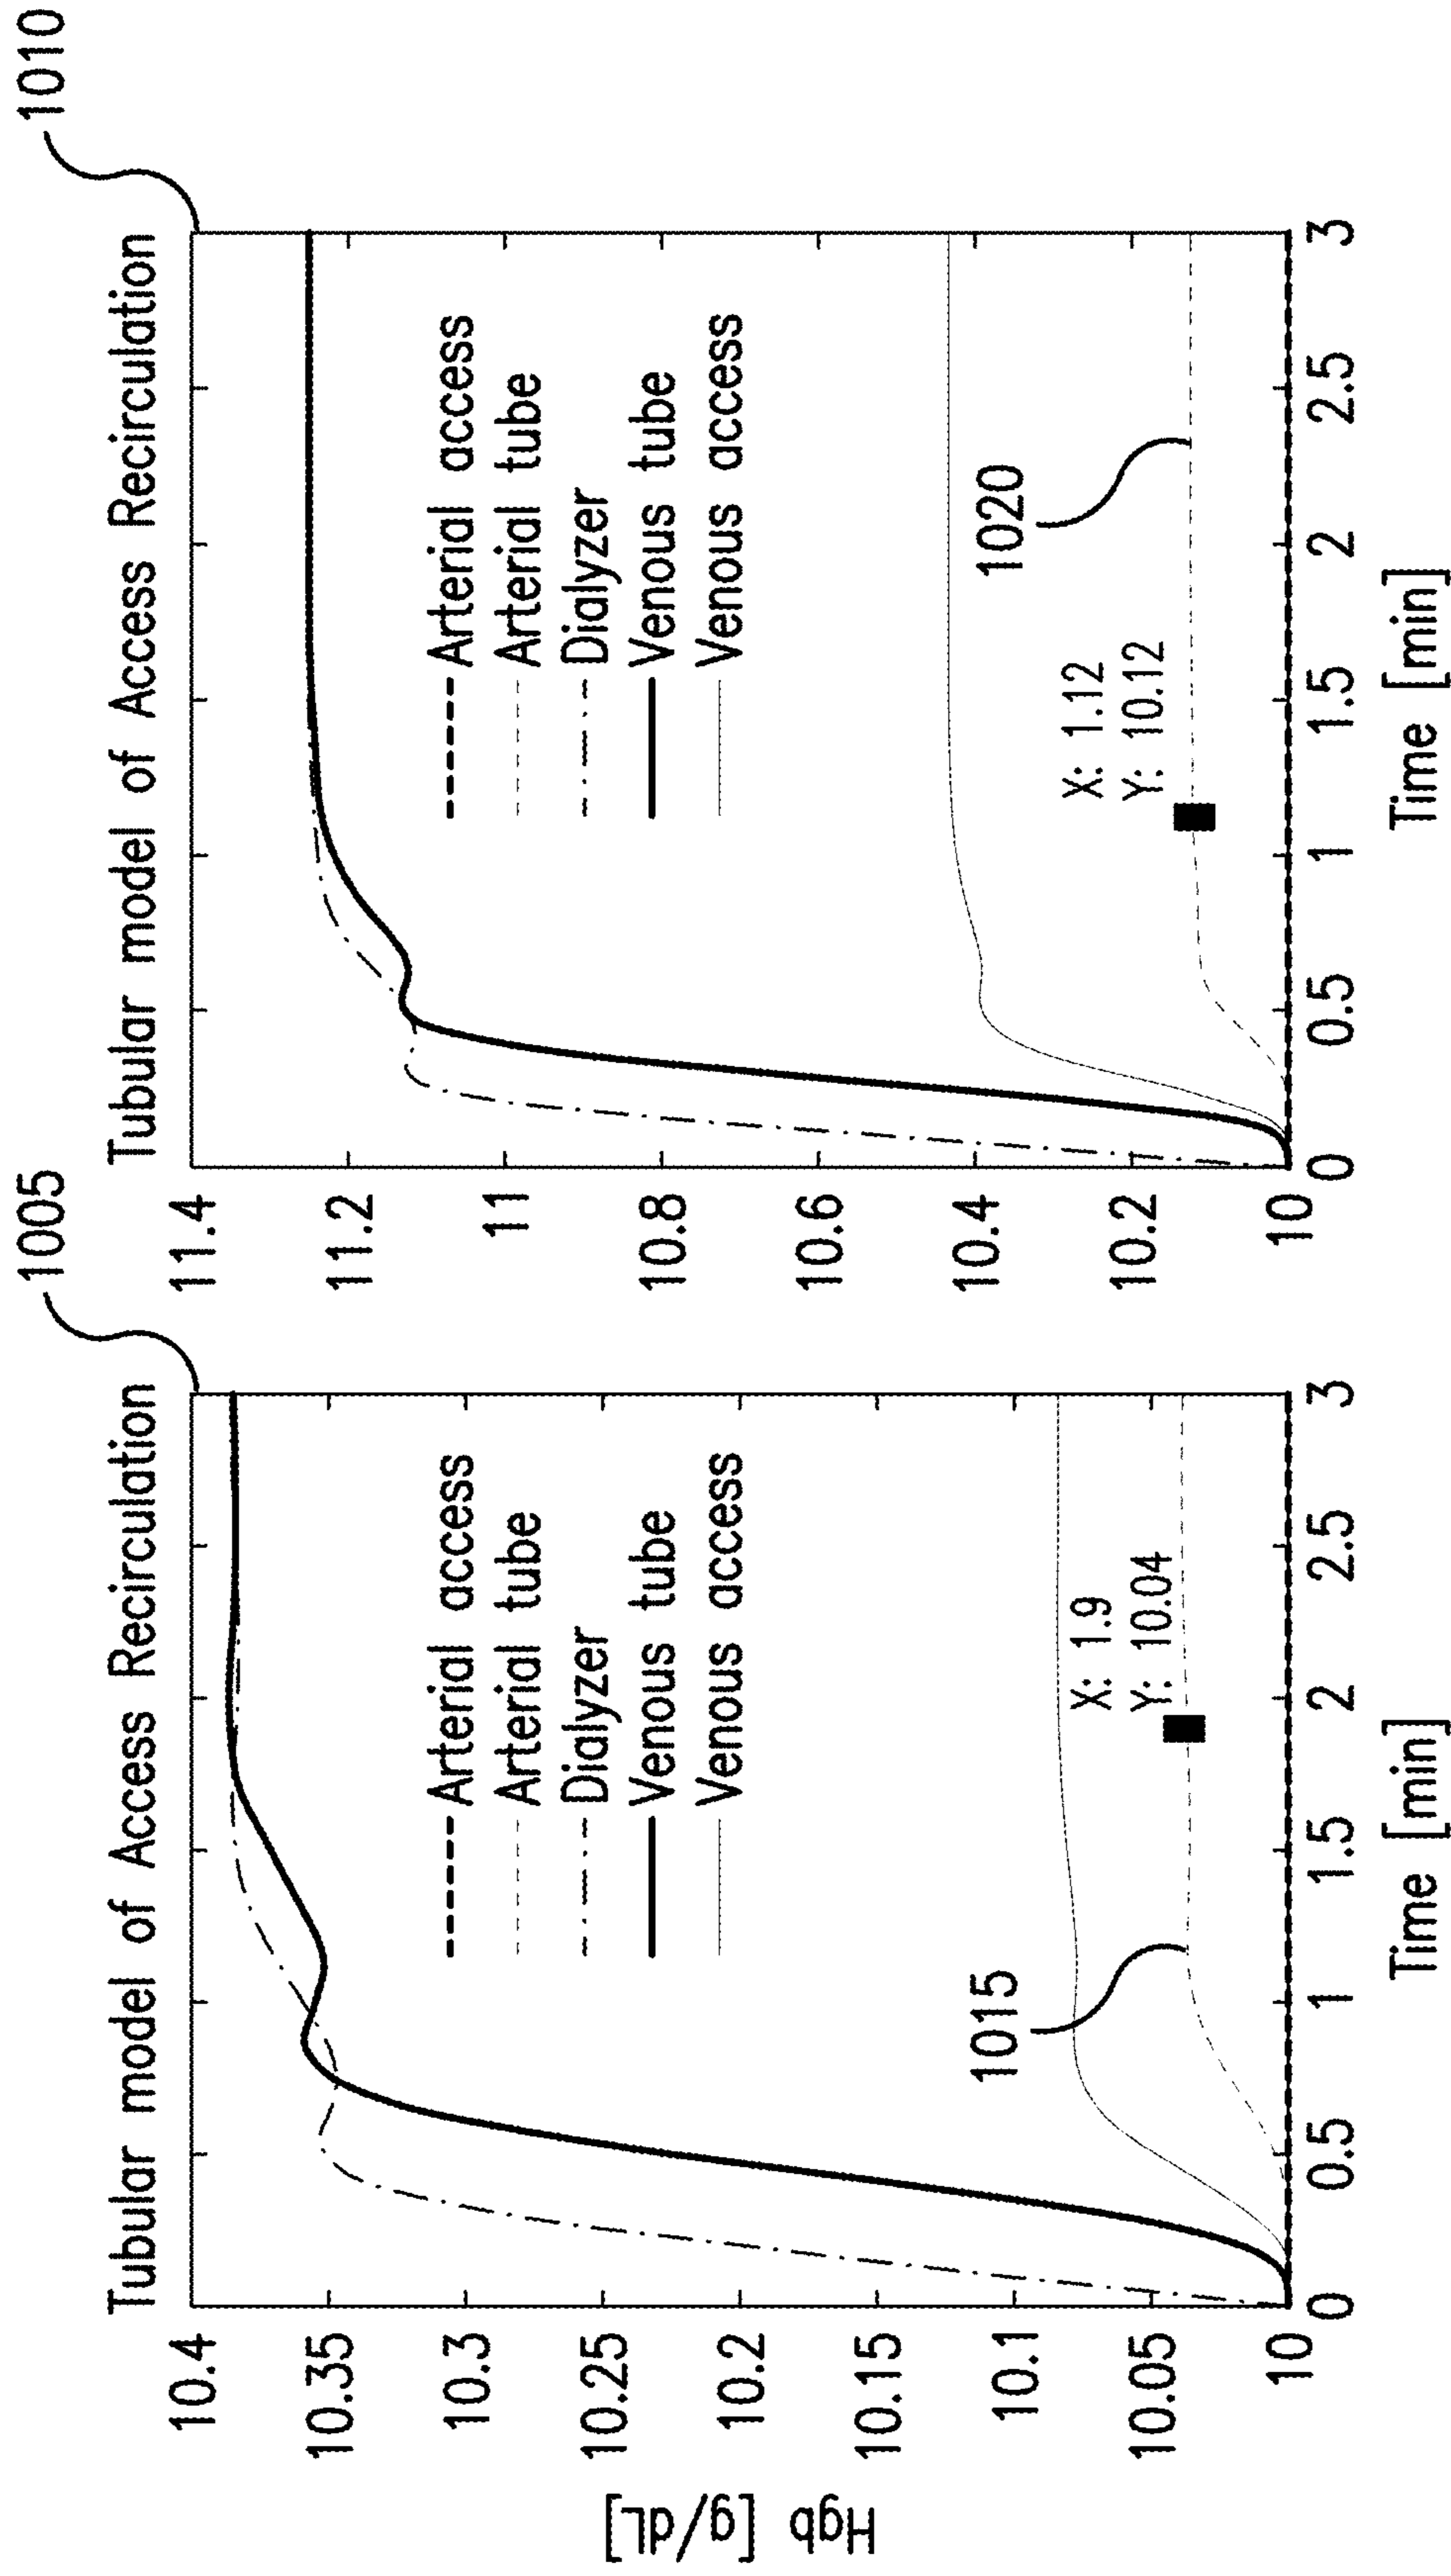 1005
Tubular model of Access Recirculation
Hgb [g/dL]
10.4
10.35
10.3
10.25
10.2
10.15
10.1
10.05
10
Arterial access
Arterial tube
Dialyzer
Venous tube
Venous access
1015
X: 1.9
Y: 10.04
0 0.5 1 1.5 2 2.5 3
Time [min]
1010
Tubular model of Access Recirculation
11.4
11.2
11
10.8
10.6
10.4
10.2
10
Arterial access
Arterial tube
Dialyzer
Venous tube
Venous access
1020
X: 1.12
Y: 10.12
0 0.5 1 1.5 2 2.5 3
Time [min]